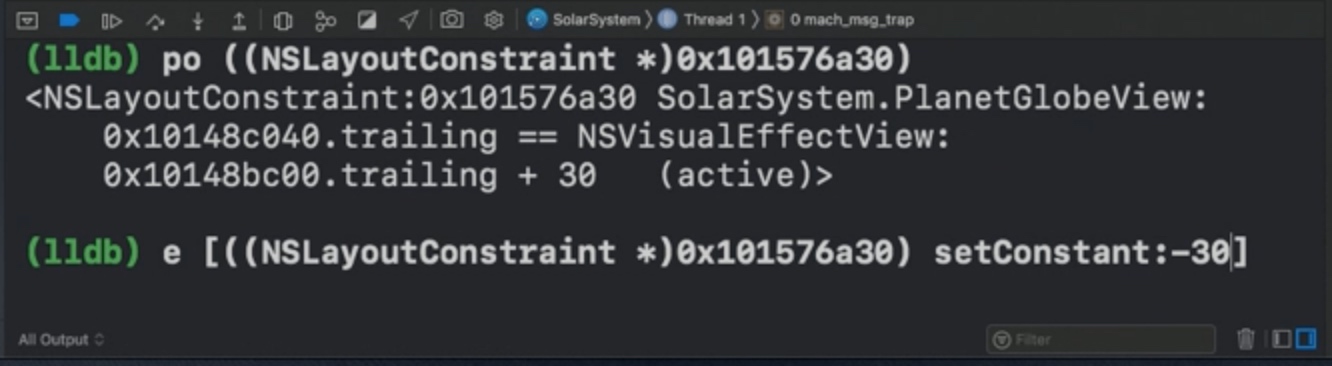 SolarSystem Thread 1 0 mach_msg_trap
(lldb) po ((NSLayoutConstraint *)0x101576a30)
<NSLayoutConstraint:0x101576a30 SolarSystem.PlanetGlobeView:
0x10148c040.trailing == NSVisualEffectView:
0x10148bc00.trailing + 30 (active)>
(lldb) e [((NSLayoutConstraint *)0x101576a30) setConstant:-30]
All Output Filter